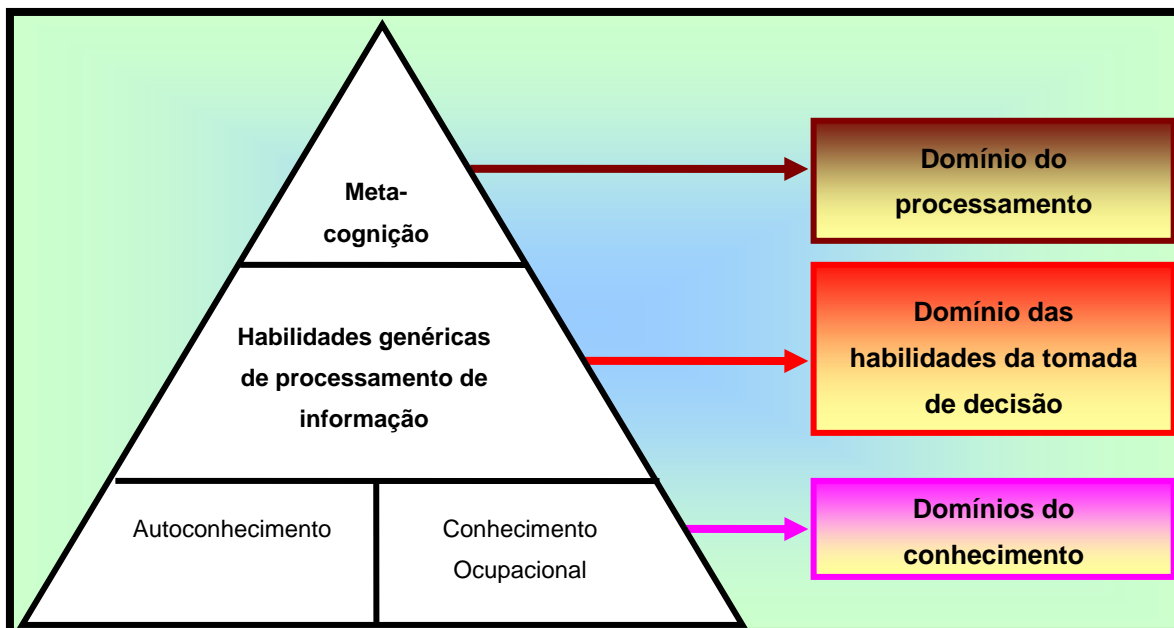 Meta-
cognição
Domínio do
processamento
Habilidades genéricas
de processamento de
informação
Domínio das
habilidades da tomada
de decisão
Autoconhecimento
Conhecimento
Ocupacional
Domínios do
conhecimento